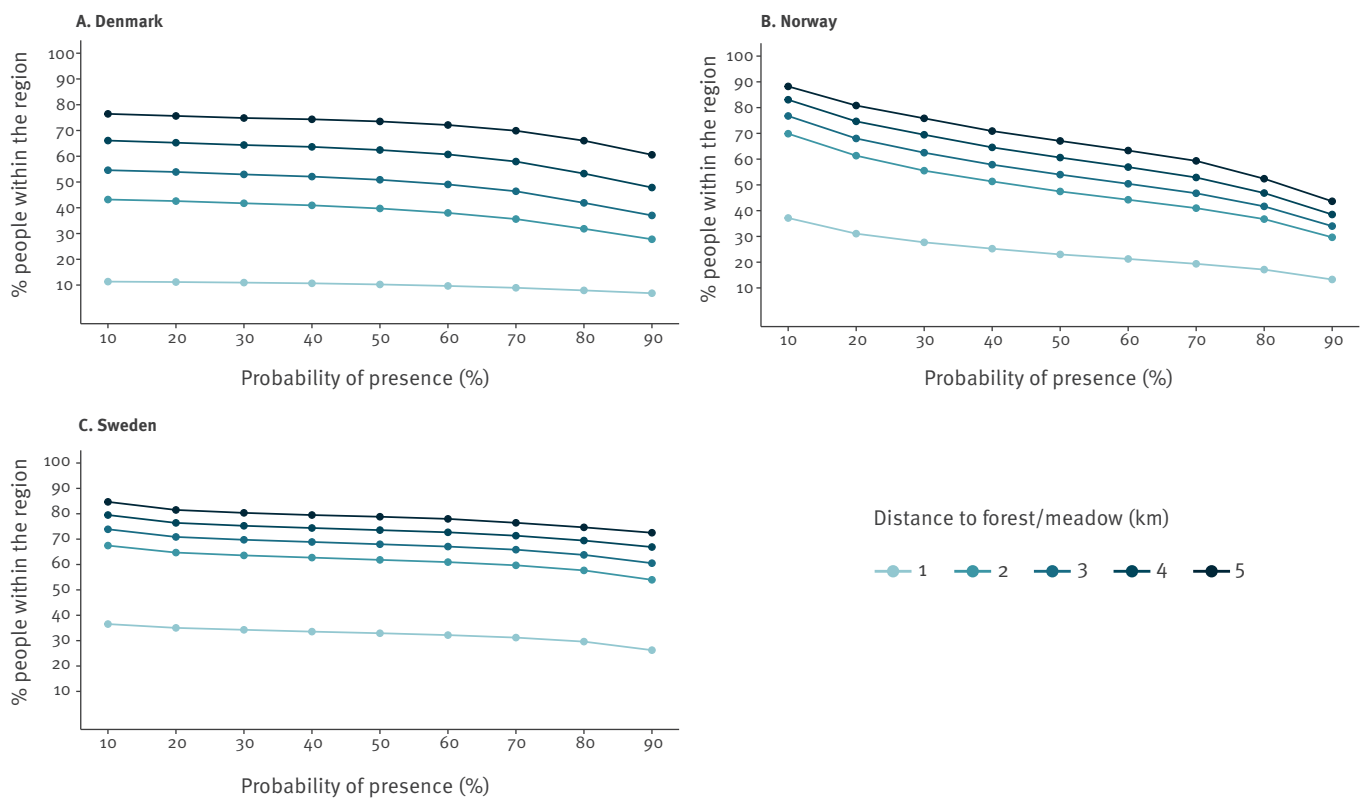 A. Denmark
% people within the region
100
90
80
70
60
50
40
30
20
10
10 20 30 40 50 60 70 80 90
Probability of presence (%)
B. Norway
% people within the region
100
90
80
70
60
50
40
30
20
10
10 20 30 40 50 60 70 80 90
Probability of presence (%)
C. Sweden
% people within the region
100
90
80
70
60
50
40
30
20
10
10 20 30 40 50 60 70 80 90
Probability of presence (%)
Distance to forest/meadow (km)
1 2 3 4 5